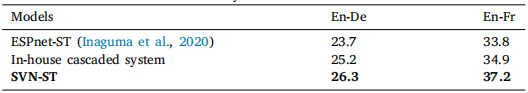 Models En-De En-Fr
ESPnet-ST (Inaguma et al., 2020) 23.7 33.8
In-house cascaded system 25.2 34.9
SVN-ST 26.3 37.2